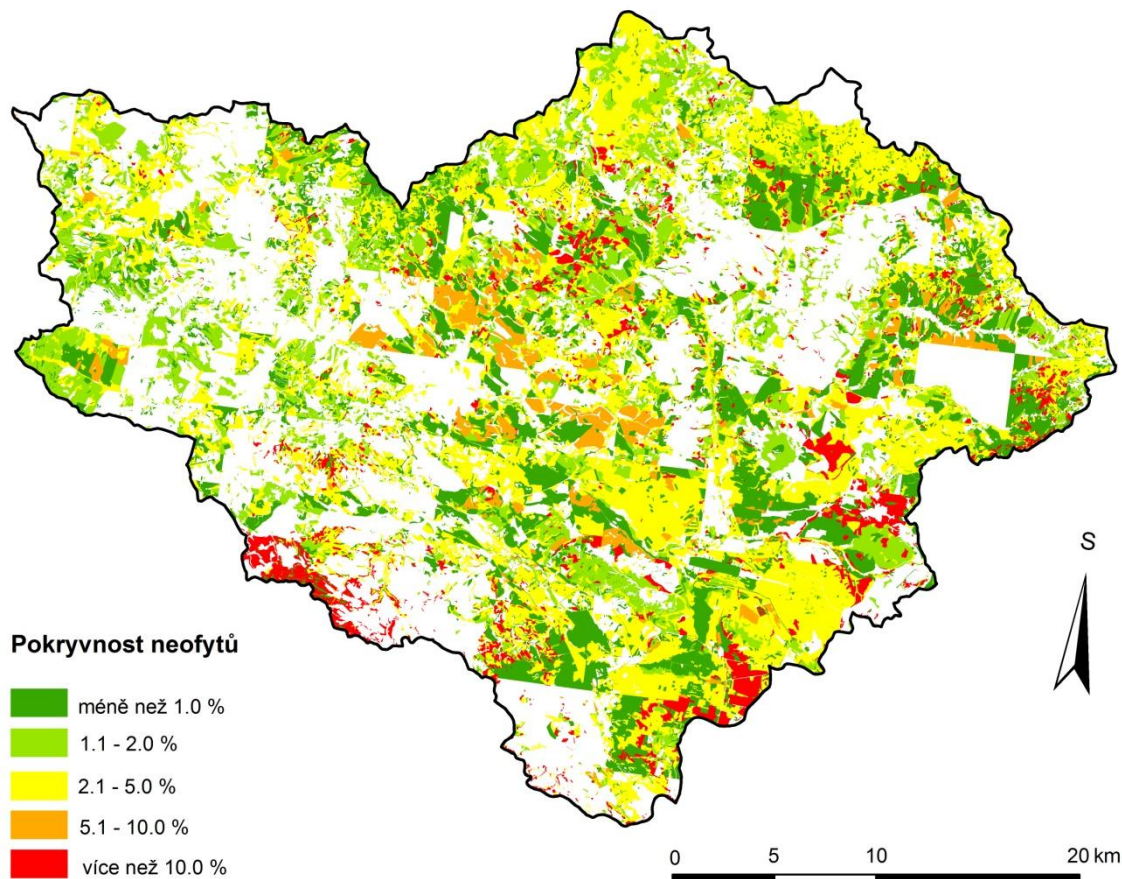 S
Pokryvnost neofytů
méně než 1.0 %
1.1 - 2.0 %
2.1 - 5.0 %
5.1 - 10.0 %
více než 10.0 %
0 5 10 20 km